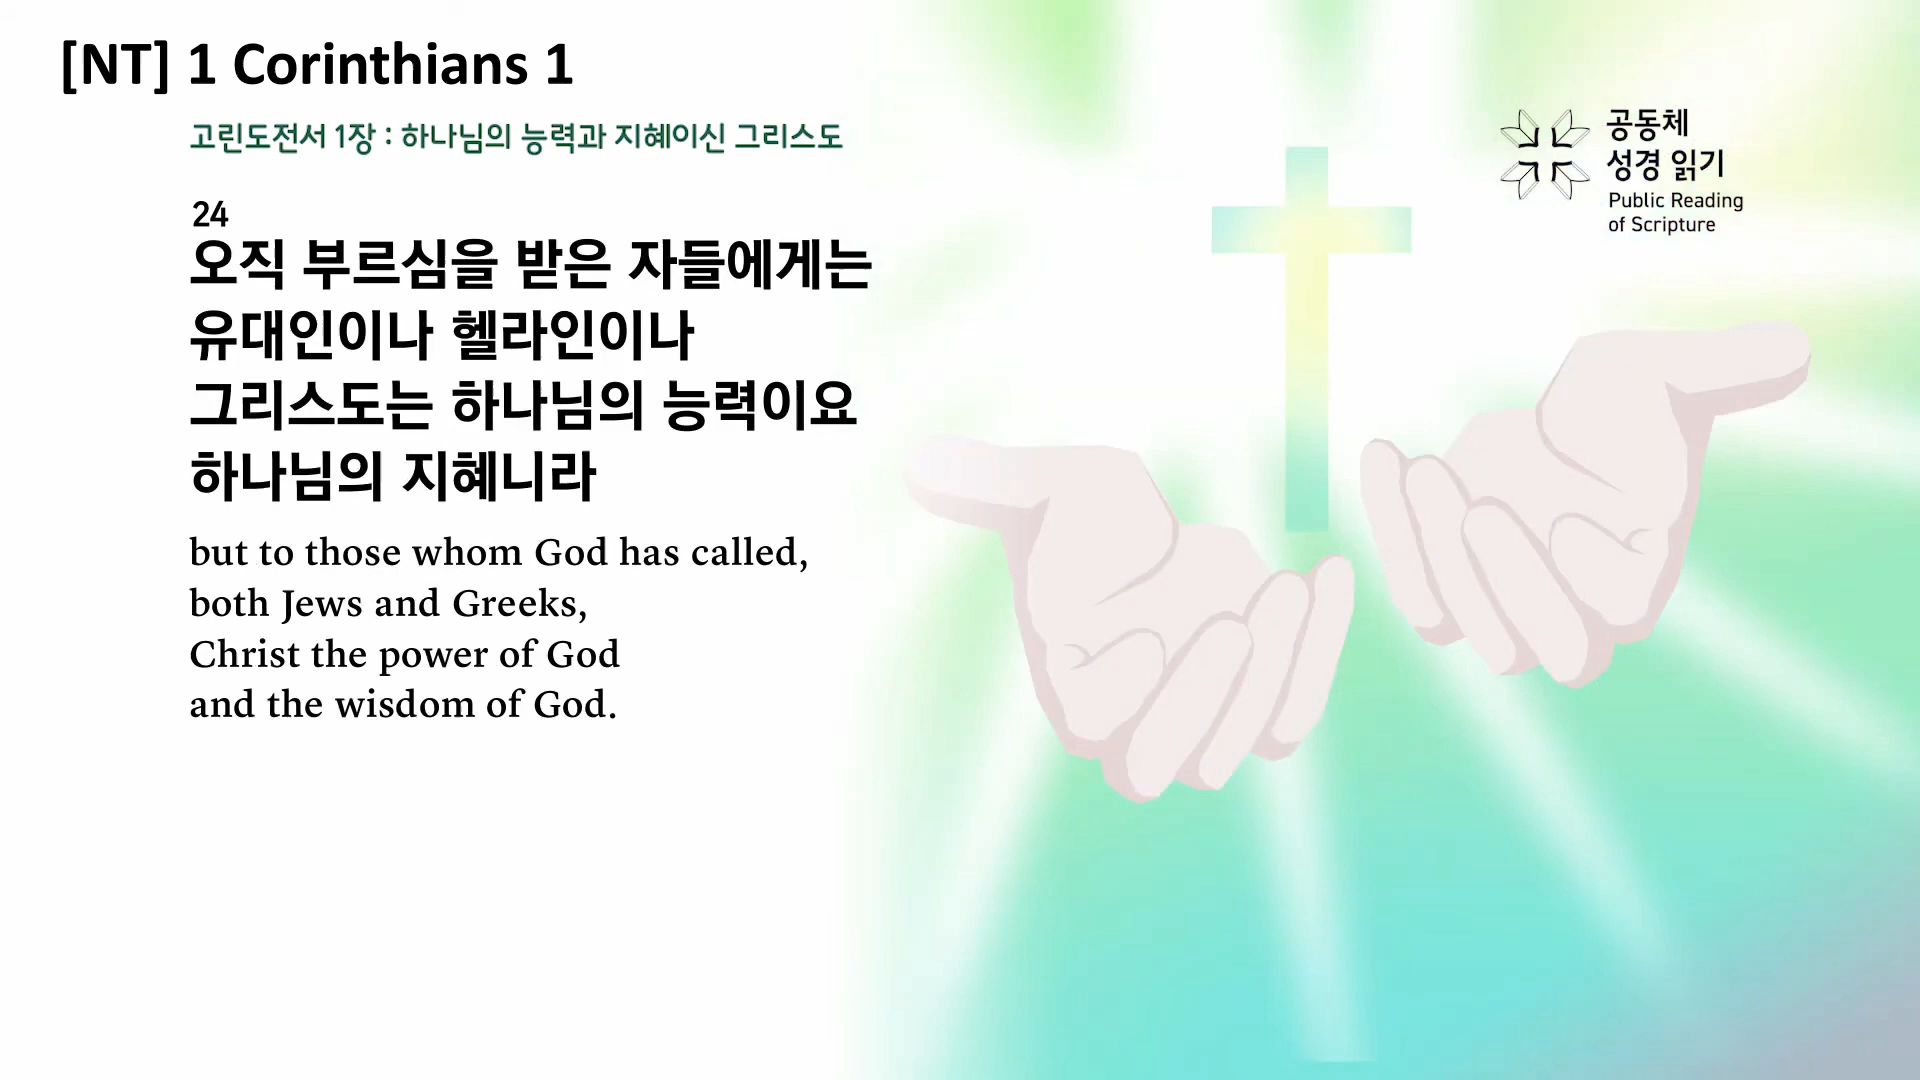 [NT] 1 Corinthians 1
고린도전서 1장 : 하나님의 능력과 지혜이신 그리스도
24
오직 부르심을 받은 자들에게는
유대인이나 헬라인이나
그리스도는 하나님의 능력이요
하나님의 지혜니라
but to those whom God has called,
both Jews and Greeks,
Christ the power of God
and the wisdom of God.
공동체
성경 읽기
Public Reading
of Scripture